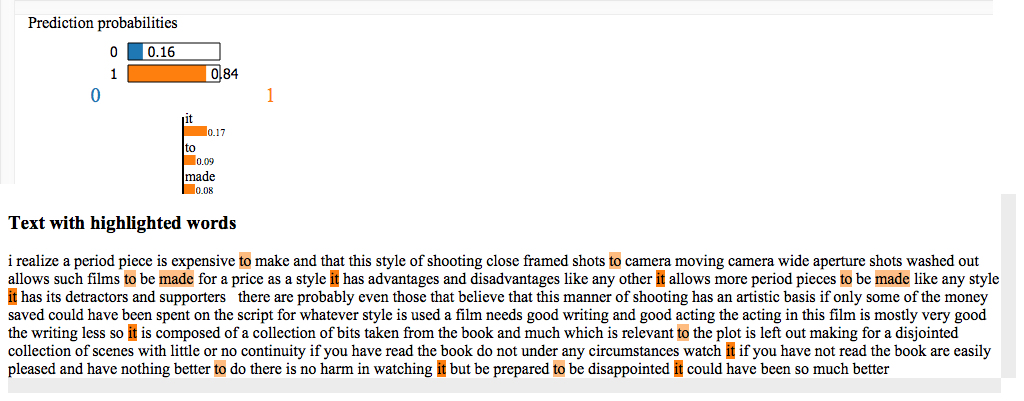 Prediction probabilities
0 0.16
1 0.84
0 1
it
0.17
to
0.09
made
0.08
Text with highlighted words
i realize a period piece is expensive to make and that this style of shooting close framed shots to camera moving camera wide aperture shots washed out
allows such films to be made for a price as a style it has advantages and disadvantages like any other it allows more period pieces to be made like any style
it has its detractors and supporters there are probably even those that believe that this manner of shooting has an artistic basis if only some of the money
saved could have been spent on the script for whatever style is used a film needs good writing and good acting the acting in this film is mostly very good
the writing less so it is composed of a collection of bits taken from the book and much which is relevant to the plot is left out making for a disjointed
collection of scenes with little or no continuity if you have read the book do not under any circumstances watch it if you have not read the book are easily
pleased and have nothing better to do there is no harm in watching it but be prepared to be disappointed it could have been so much better